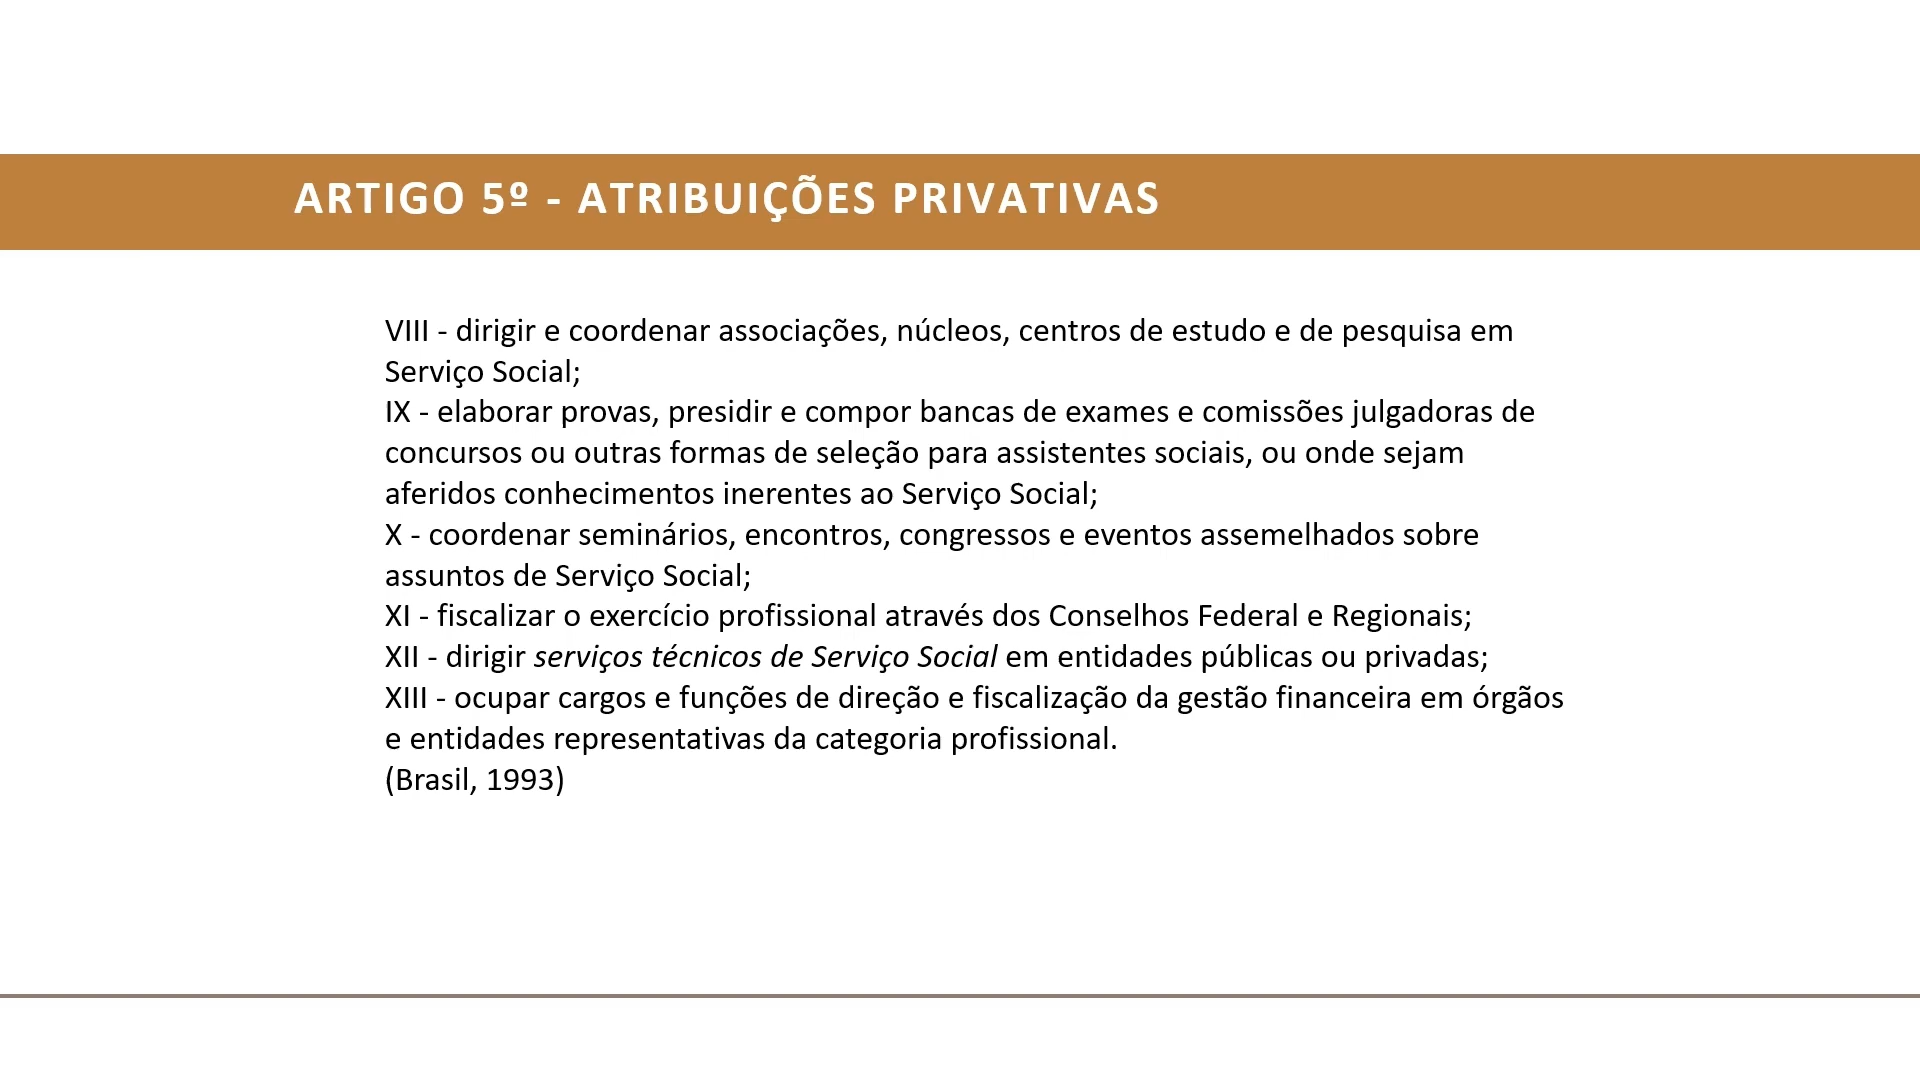 ARTIGO 5º - ATRIBUIÇÕES PRIVATIVAS
VIII - dirigir e coordenar associações, núcleos, centros de estudo e de pesquisa em
Serviço Social;
IX - elaborar provas, presidir e compor bancas de exames e comissões julgadoras de
concursos ou outras formas de seleção para assistentes sociais, ou onde sejam
aferidos conhecimentos inerentes ao Serviço Social;
X - coordenar seminários, encontros, congressos e eventos assemelhados sobre
assuntos de Serviço Social;
XI - fiscalizar o exercício profissional através dos Conselhos Federal e Regionais;
XII - dirigir serviços técnicos de Serviço Social em entidades públicas ou privadas;
XIII - ocupar cargos e funções de direção e fiscalização da gestão financeira em órgãos
e entidades representativas da categoria profissional.
(Brasil, 1993)